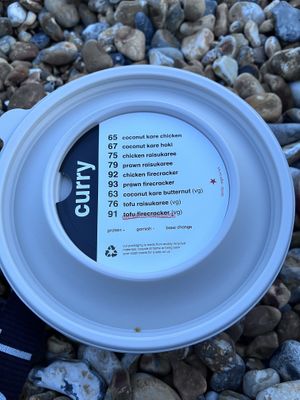 curry
65 coconut kare chicken
67 coconut kare hoki
75 chicken raisukaree
79 prawn raisukaree
92 chicken firecracker
93 prawn firecracker
63 coconut kare butternut (vg)
76 tofu raisukaree (vg)
91 tofu firecracker (vg)
protein - garnish - base change